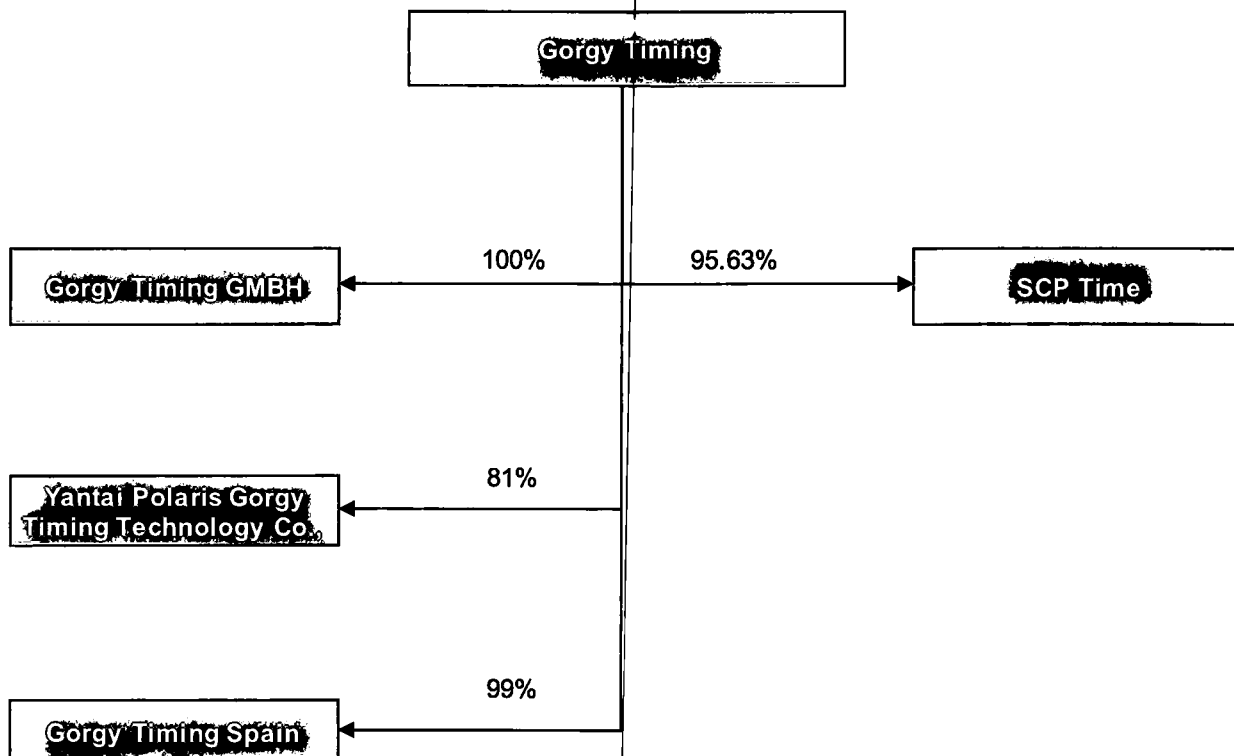 Gorgy Timing
100%
95.63%
Gorgy Timing GMBH
SCP Time
81%
Yantai Polaris Gorgy
Timing Technology Co.,
99%
Gorgy Timing Spain